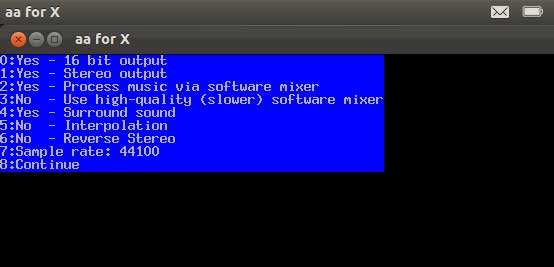 aa for X
aa for X
0:Yes - 16 bit output
1:Yes - Stereo output
2:Yes - Process music via software mixer
3:No  - Use high-quality (slower) software mixer
4:Yes - Surround sound
5:No  - Interpolation
6:No  - Reverse Stereo
7:Sample rate: 44100
8:Continue